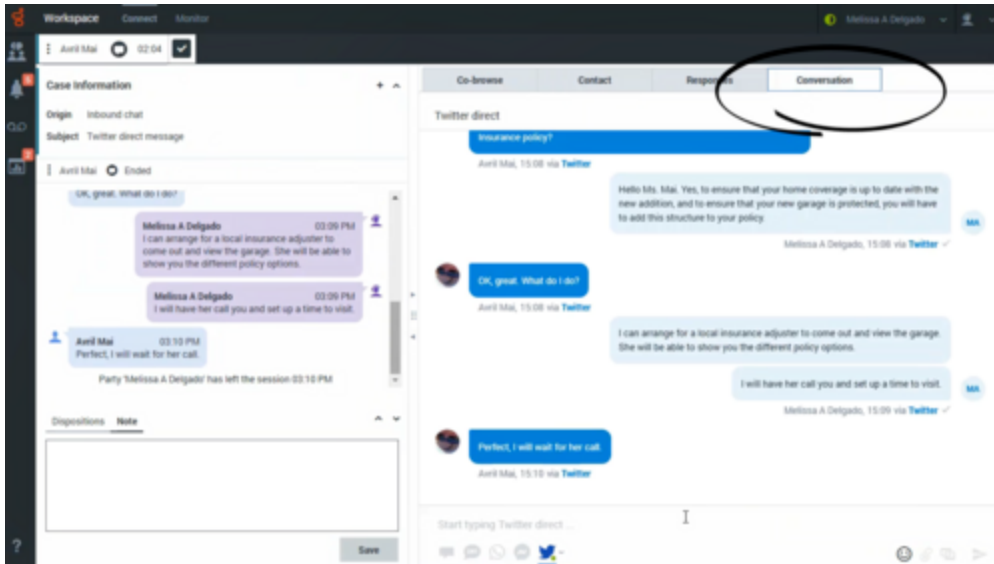 Workspace
Connect
Monitor
Melissa A Delgado
Avril Mai
02:04
Case Information
Origin Inbound chat
Subject Twitter direct message
Avril Mai
Ended
OK, great. What do I do?
Melissa A Delgado 03:09 PM
I can arrange for a local insurance adjuster to
come out and view the garage. She will be able to
show you the different policy options.
Melissa A Delgado 03:09 PM
I will have her call you and set up a time to visit.
Avril Mai 03:10 PM
Perfect, I will wait for her call.
Party 'Melissa A Delgado' has left the session 03:10 PM
Dispositions Note
Save
?
Co-browse
Contact
Responses
Conversation
Twitter direct
Insurance policy?
Avril Mai, 15:08 via Twitter
Hello Ms. Mai. Yes, to ensure that your home coverage is up to date with the
new addition, and to ensure that your new garage is protected, you will have
to add this structure to your policy.
MA
Melissa A Delgado, 15:08 via Twitter
OK, great. What do I do?
Avril Mai, 15:08 via Twitter
I can arrange for a local insurance adjuster to come out and view the garage.
She will be able to show you the different policy options.
I will have her call you and set up a time to visit.
MA
Melissa A Delgado, 15:09 via Twitter
Perfect, I will wait for her call.
Avril Mai, 15:10 via Twitter
Start typing Twitter direct ...